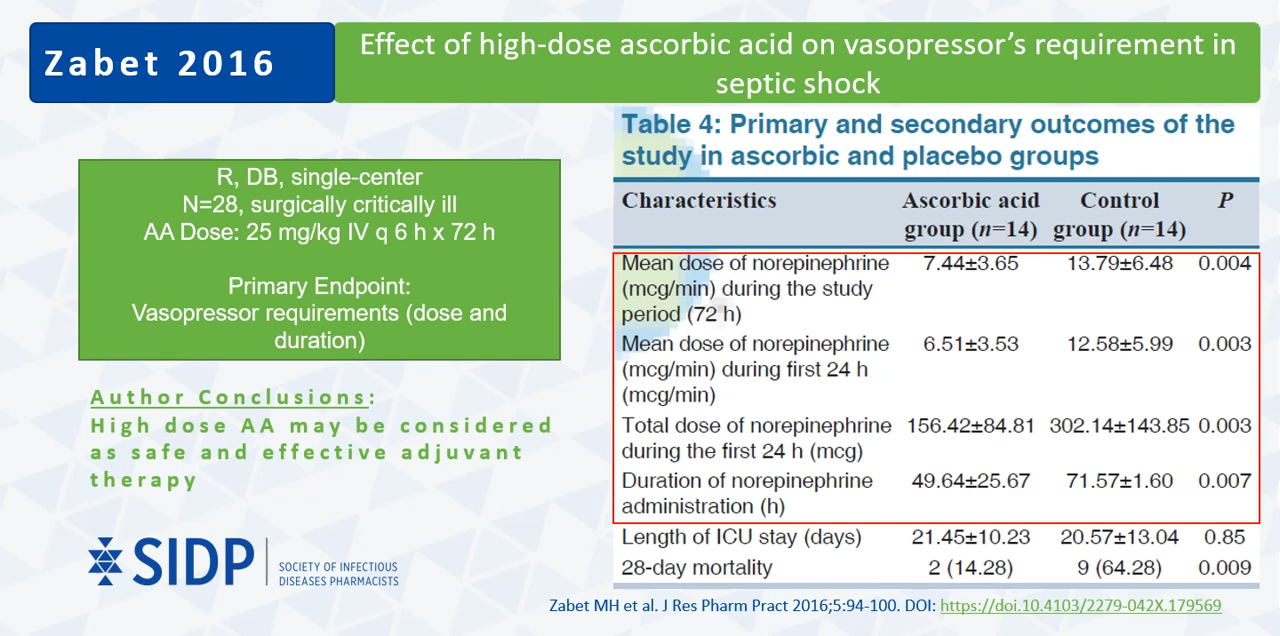 Zabet 2016
Effect of high-dose ascorbic acid on vasopressor’s requirement in
septic shock
R, DB, single-center
N=28, surgically critically ill
AA Dose: 25 mg/kg IV q 6 h x 72 h
Primary Endpoint:
Vasopressor requirements (dose and
duration)
Author Conclusions:
High dose AA may be considered
as safe and effective adjuvant
therapy
SIDP
SOCIETY OF INFECTIOUS
DISEASES PHARMACISTS
Table 4: Primary and secondary outcomes of the
study in ascorbic and placebo groups
Characteristics Ascorbic acid Control P
group (n=14) group (n=14)
Mean dose of norepinephrine 7.44±3.65 13.79±6.48 0.004
(mcg/min) during the study
period (72 h)
Mean dose of norepinephrine 6.51±3.53 12.58±5.99 0.003
(mcg/min) during first 24 h
(mcg/min)
Total dose of norepinephrine 156.42±84.81 302.14±143.85 0.003
during the first 24 h (mcg)
Duration of norepinephrine 49.64±25.67 71.57±1.60 0.007
administration (h)
Length of ICU stay (days) 21.45±10.23 20.57±13.04 0.85
28-day mortality 2 (14.28) 9 (64.28) 0.009
Zabet MH et al. J Res Pharm Pract 2016;5:94-100. DOI: https://doi.org/10.4103/2279-042X.179569